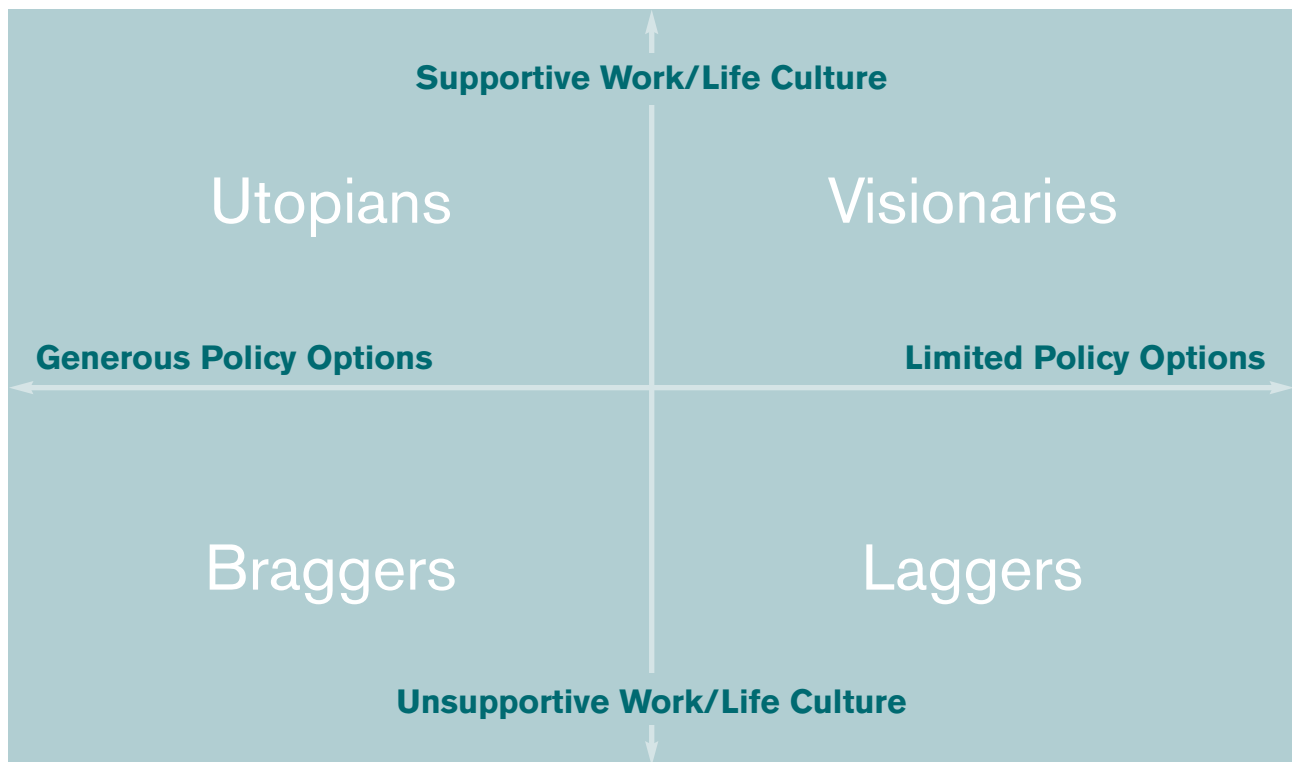 Supportive Work/Life Culture
Utopians
Visionaries
Generous Policy Options
Limited Policy Options
Braggers
Laggers
Unsupportive Work/Life Culture